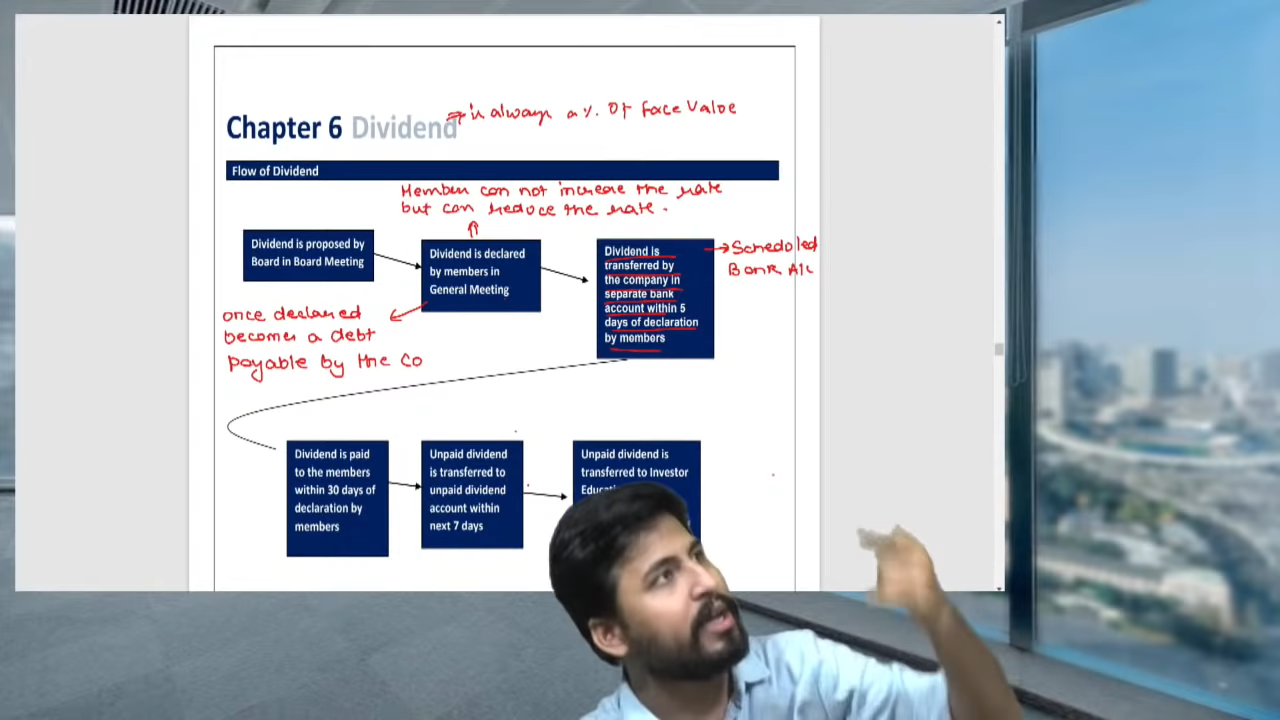 Chapter 6 Dividend ⇒ is always a %. Of Face Value
Flow of Dividend
Member can not increase the rate
but can reduce the rate.
Dividend is proposed by
Board in Board Meeting
Dividend is declared
by members in
General Meeting
Dividend is
transferred by
the company in
separate bank
account within 5
days of declaration
by members
→ Scheduled
Bank A/c
once declared
becomes a debt
payable by the Co
Dividend is paid
to the members
within 30 days of
declaration by
members
Unpaid dividend
is transferred to
unpaid dividend
account within
next 7 days
Unpaid dividend is
transferred to Investor